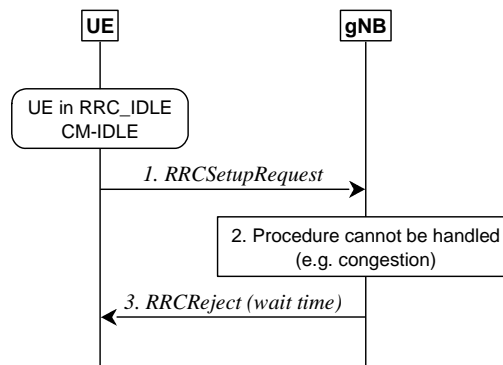 UE
gNB
UE in RRC_IDLE
CM-IDLE
1. RRCSetupRequest
2. Procedure cannot be handled
(e.g. congestion)
3. RRCReject (wait time)